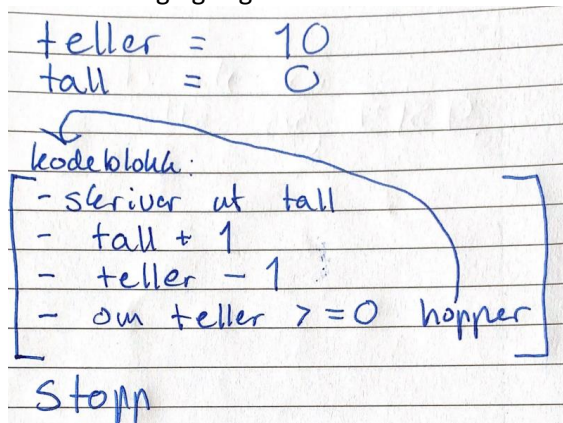 teller = 10
tall = 0
kodeblokk:
- skriver ut tall
- tall + 1
- teller - 1
- om teller >= 0 hopper
Stopp